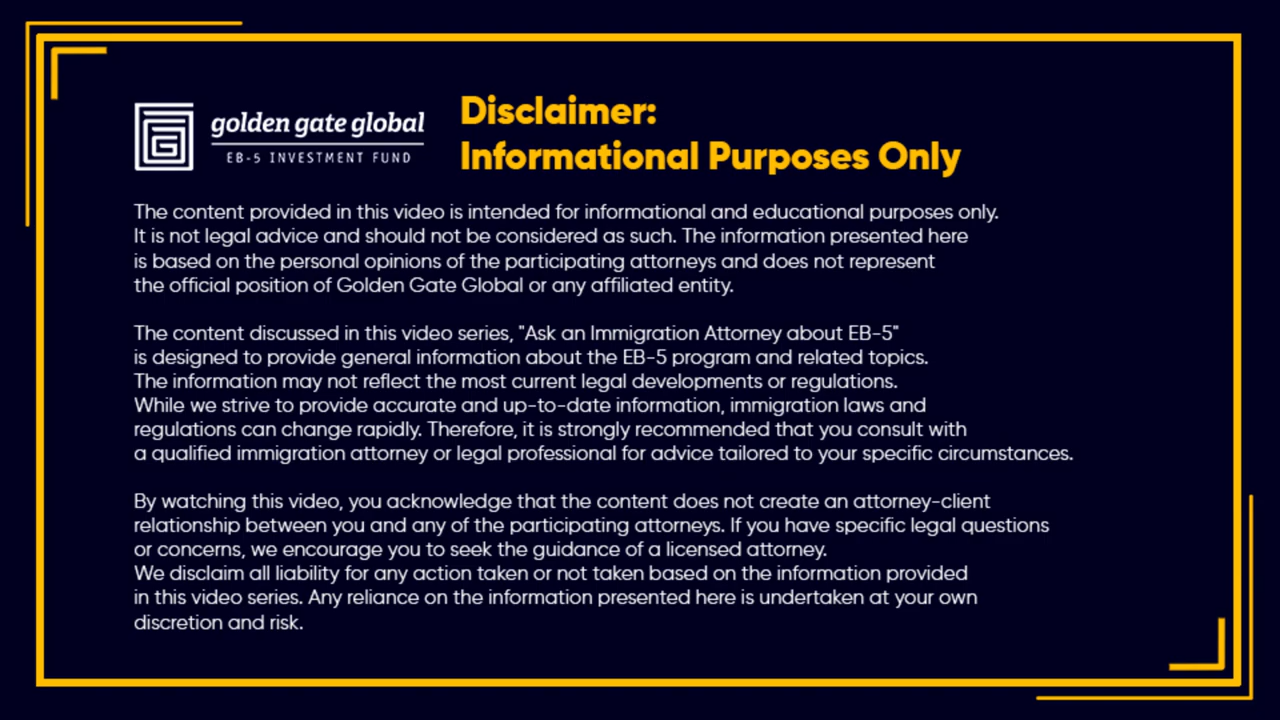 golden gate global
EB-5 INVESTMENT FUND
Disclaimer:
Informational Purposes Only
The content provided in this video is intended for informational and educational purposes only.
It is not legal advice and should not be considered as such. The information presented here
is based on the personal opinions of the participating attorneys and does not represent
the official position of Golden Gate Global or any affiliated entity.
The content discussed in this video series, "Ask an Immigration Attorney about EB-5"
is designed to provide general information about the EB-5 program and related topics.
The information may not reflect the most current legal developments or regulations.
While we strive to provide accurate and up-to-date information, immigration laws and
regulations can change rapidly. Therefore, it is strongly recommended that you consult with
a qualified immigration attorney or legal professional for advice tailored to your specific circumstances.
By watching this video, you acknowledge that the content does not create an attorney-client
relationship between you and any of the participating attorneys. If you have specific legal questions
or concerns, we encourage you to seek the guidance of a licensed attorney.
We disclaim all liability for any action taken or not taken based on the information provided
in this video series. Any reliance on the information presented here is undertaken at your own
discretion and risk.